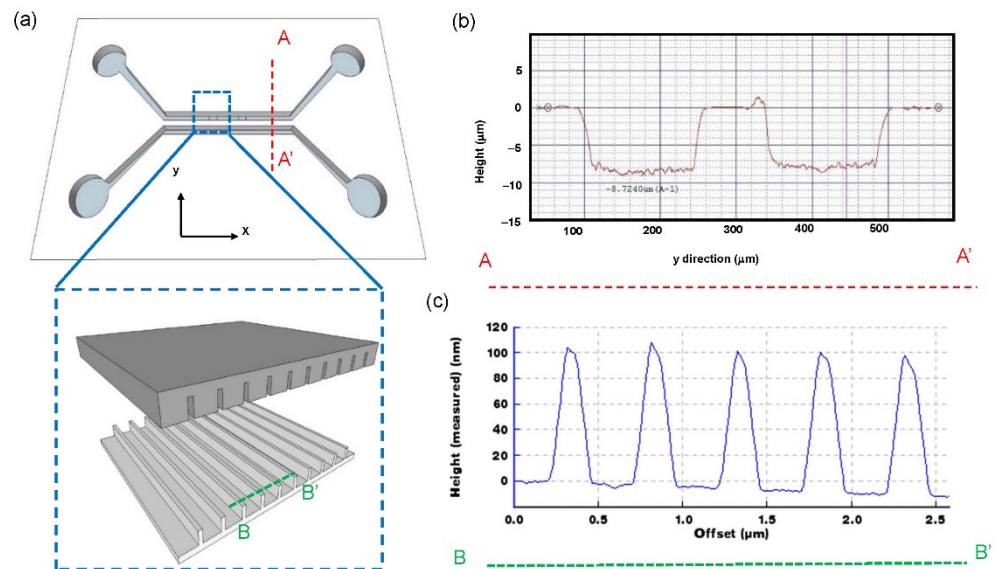 (a)
A
A'
y
x
B'
B
(b)
Height (μm)
5
0
−5
−10
−15
-8.7240um(A-1)
100 200 300 400 500
y direction (μm)
A A'
(c)
Height (measured) (nm)
120
100
80
60
40
20
0
0.0 0.5 1.0 1.5 2.0 2.5
Offset (μm)
B B'